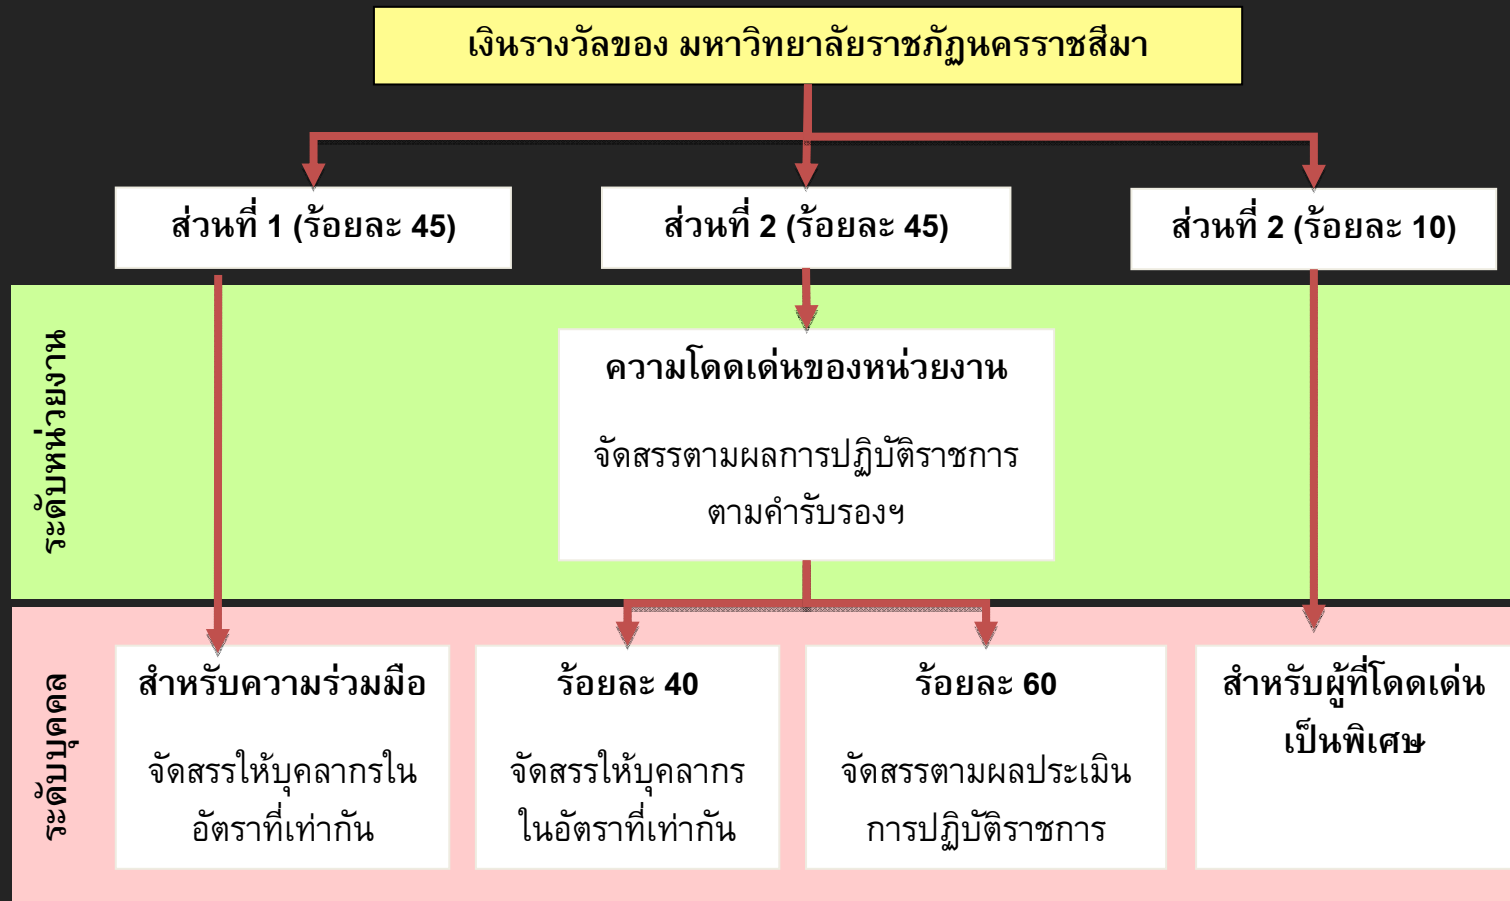 เงินรางวัลของ มหาวิทยาลัยราชภัฏนครราชสีมา
ส่วนที่ 1 (ร้อยละ 45)
ส่วนที่ 2 (ร้อยละ 45)
ส่วนที่ 2 (ร้อยละ 10)
ระดับหน่วยงาน
ความโดดเด่นของหน่วยงาน
จัดสรรตามผลการปฏิบัติราชการ
ตามคำรับรองฯ
ระดับบุคคล
สำหรับความร่วมมือ
จัดสรรให้บุคลากรใน
อัตราที่เท่ากัน
ร้อยละ 40
จัดสรรให้บุคลากร
ในอัตราที่เท่ากัน
ร้อยละ 60
จัดสรรตามผลประเมิน
การปฏิบัติราชการ
สำหรับผู้ที่โดดเด่น
เป็นพิเศษ